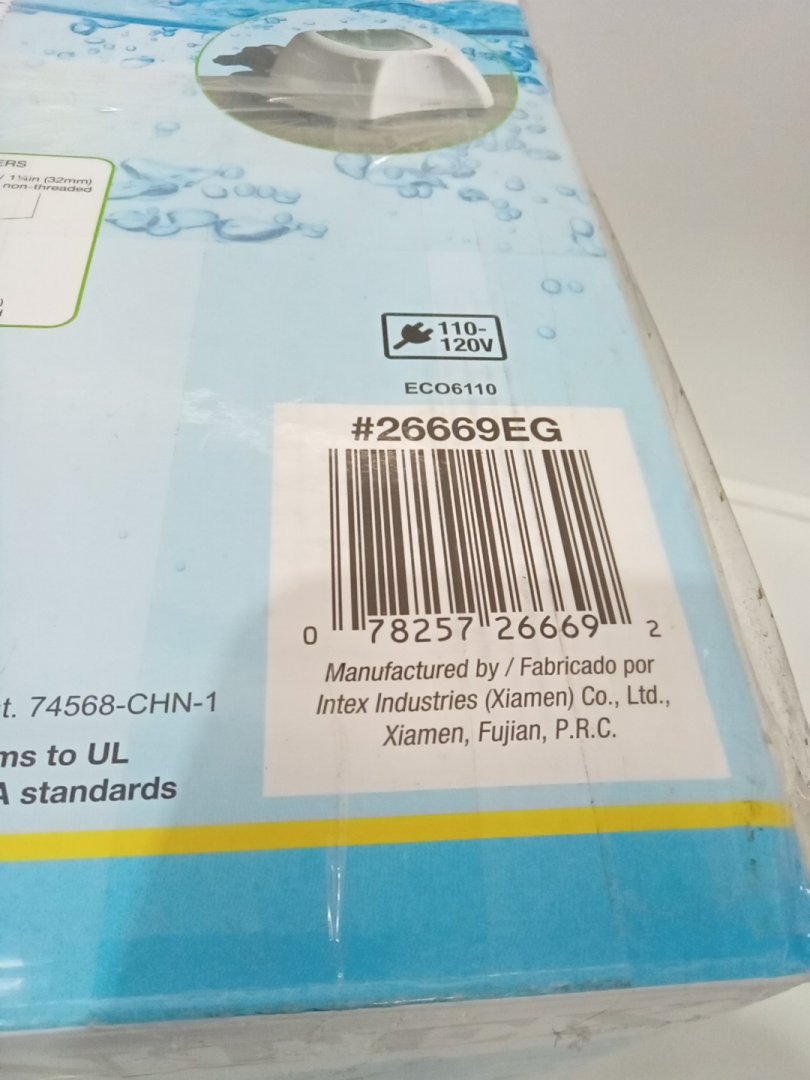 ERS
1¼in (32mm)
non-threaded
110-
120V
ECO6110
#26669EG
0 78257 26669 2
Manufactured by / Fabricado por
Intex Industries (Xiamen) Co., Ltd.,
Xiamen, Fujian, P.R.C.
t. 74568-CHN-1
ms to UL
A standards